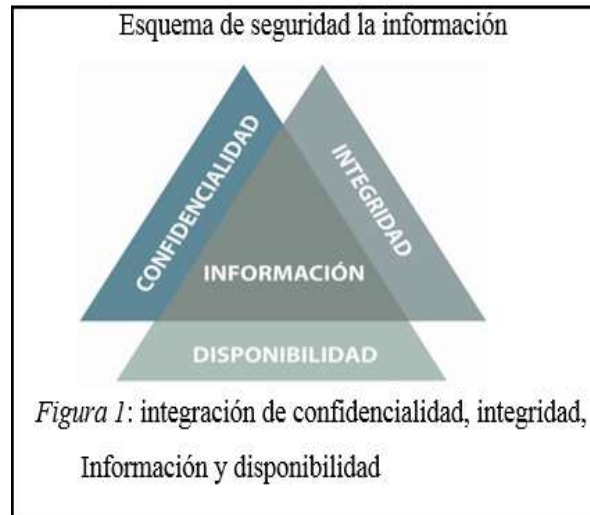 Esquema de seguridad la información
CONFIDENCIALIDAD
INTEGRIDAD
INFORMACIÓN
DISPONIBILIDAD
Figura 1: integración de confidencialidad, integridad,
Información y disponibilidad